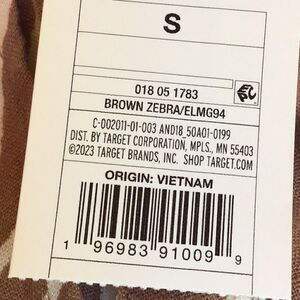 S
018 05 1783
BROWN ZEBRA/ELMG94
C-002011-01-003 AND18_50A01-0199
DIST. BY TARGET CORPORATION, MPLS., MN 55403
©2023 TARGET BRANDS, INC. SHOP TARGET.COM
ORIGIN: VIETNAM
1 96983 91009 9